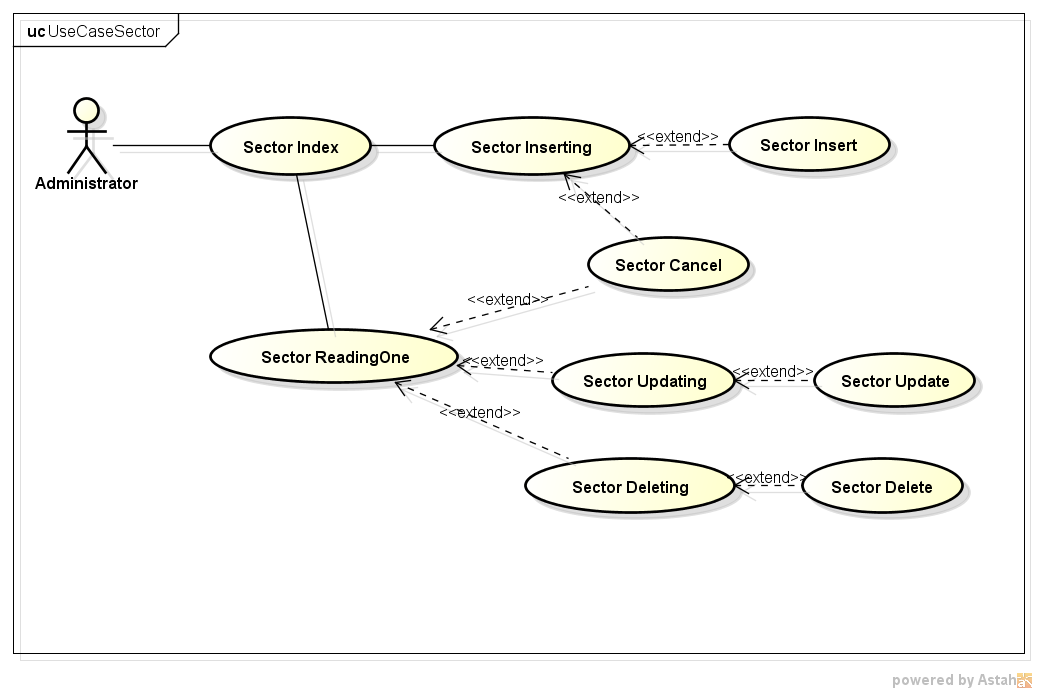 uc UseCaseSector
Administrator
Sector Index
Sector Inserting
<<extend>>
Sector Insert
<<extend>>
Sector Cancel
<<extend>>
Sector ReadingOne
<<extend>>
Sector Updating
<<extend>>
Sector Update
<<extend>>
Sector Deleting
<<extend>>
Sector Delete
powered by Astah